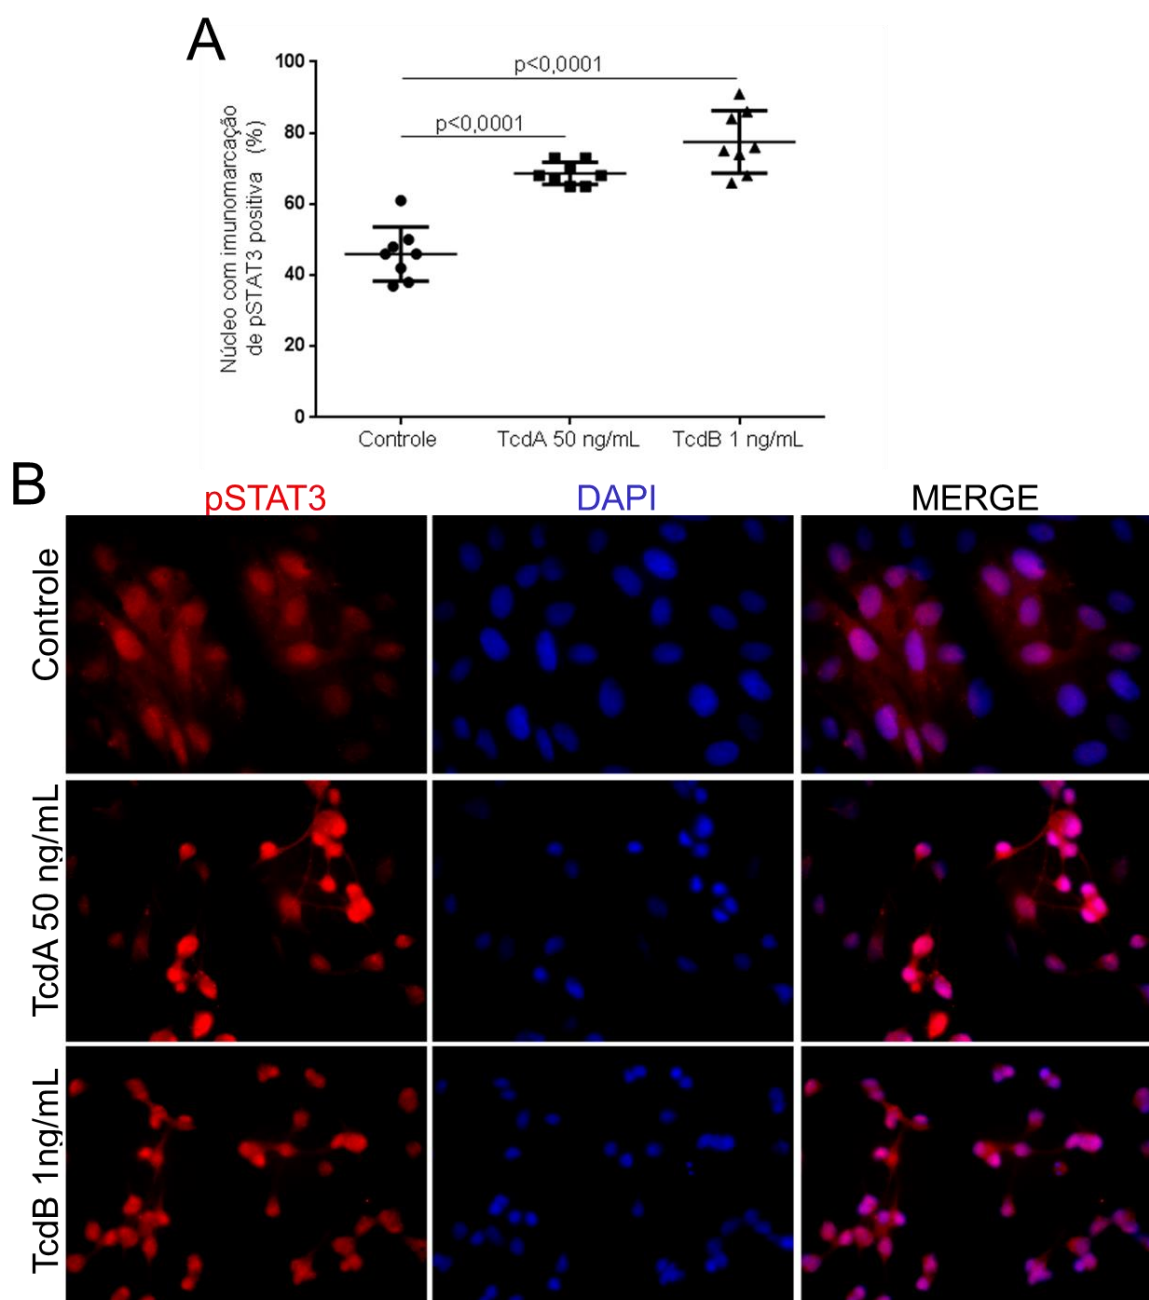 A
100
80
60
40
20
0
Núcleo com imunomarcação
de pSTAT3 positiva (%)
p<0,0001
p<0,0001
Controle TcdA 50 ng/mL TcdB 1 ng/mL
B
pSTAT3 DAPI MERGE
Controle
TcdA 50 ng/mL
TcdB 1ng/mL